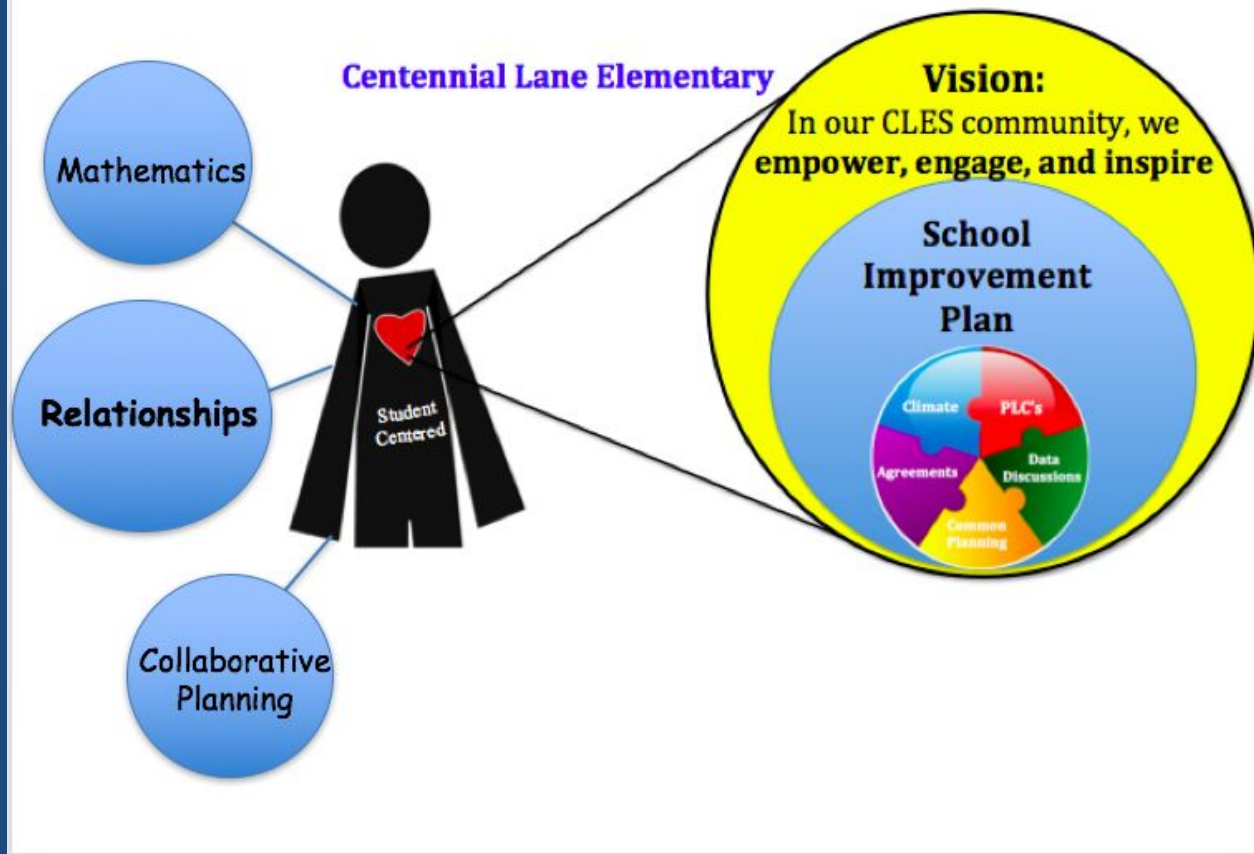 Centennial Lane Elementary
Mathematics
Relationships
Collaborative
Planning
Student
Centered
Vision:
In our CLES community, we
empower, engage, and inspire
School
Improvement
Plan
Climate
PLC's
Agreements
Data
Discussions
Common
Planning